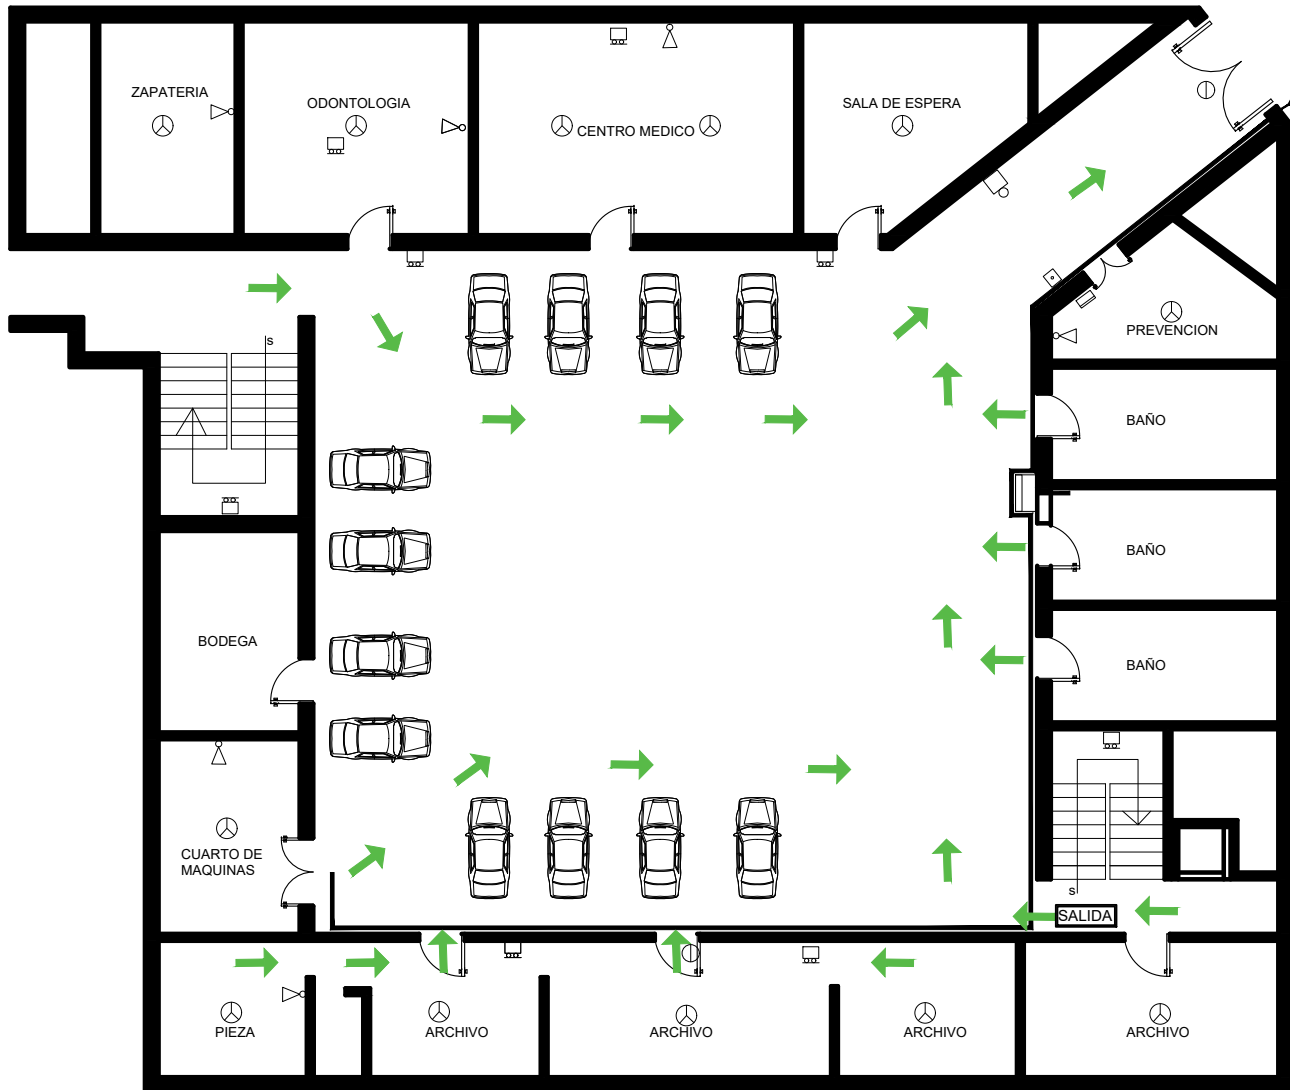 ZAPATERIA
ODONTOLOGIA
CENTRO MEDICO
SALA DE ESPERA
PREVENCION
S
BAÑO
BAÑO
BODEGA
BAÑO
CUARTO DE
MAQUINAS
S
SALIDA
PIEZA
ARCHIVO
ARCHIVO
ARCHIVO
ARCHIVO